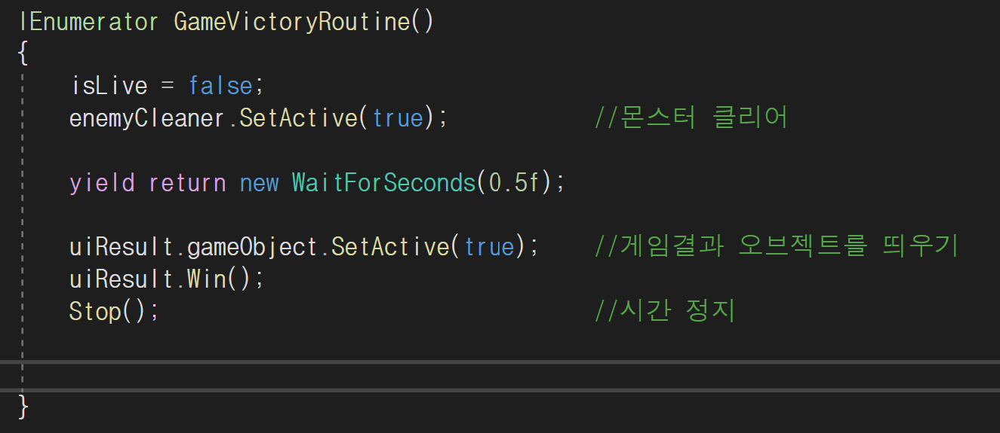 IEnumerator GameVictoryRoutine()
{
isLive = false;
enemyCleaner.SetActive(true); //몬스터 클리어
yield return new WaitForSeconds(0.5f);
uiResult.gameObject.SetActive(true); //게임결과 오브젝트를 띄우기
uiResult.Win();
Stop(); //시간 정지
}